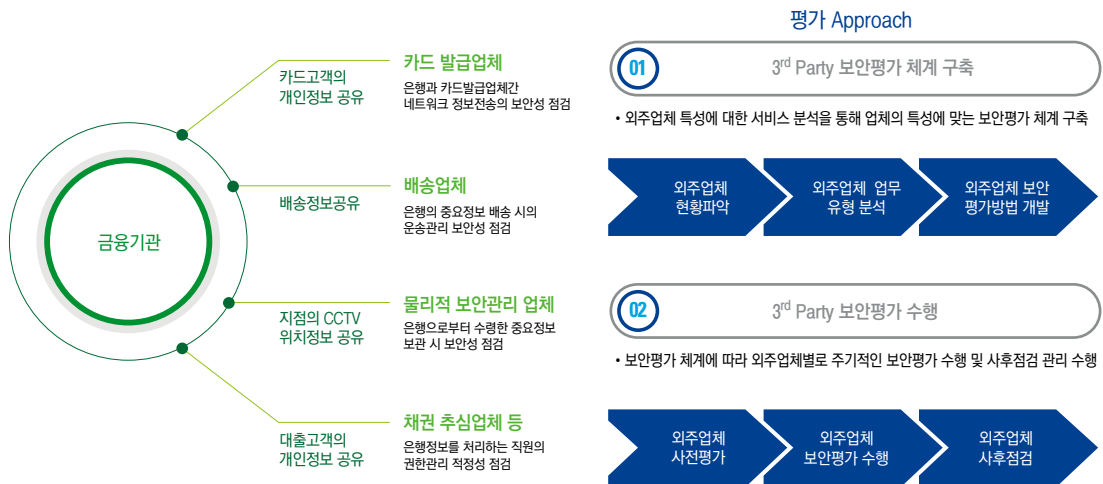 금융기관
카드고객의
개인정보 공유
카드 발급업체
은행과 카드발급업체간
네트워크 정보전송의 보안성 점검
배송정보공유
배송업체
은행의 중요정보 배송 시의
운송관리 보안성 점검
지점의 CCTV
위치정보 공유
물리적 보안관리 업체
은행으로부터 수령한 중요정보
보관 시 보안성 점검
대출고객의
개인정보 공유
채권 추심업체 등
은행정보를 처리하는 직원의
권한관리 적정성 점검
평가 Approach
01 3rd Party 보안평가 체계 구축
• 외주업체 특성에 대한 서비스 분석을 통해 업체의 특성에 맞는 보안평가 체계 구축
외주업체
현황파악
외주업체 업무
유형 분석
외주업체 보안
평가방법 개발
02 3rd Party 보안평가 수행
• 보안평가 체계에 따라 외주업체별로 주기적인 보안평가 수행 및 사후점검 관리 수행
외주업체
사전평가
외주업체
보안평가 수행
외주업체
사후점검